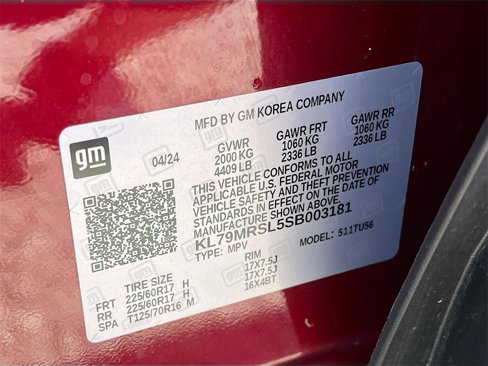 MFD BY GM KOREA COMPANY
gm
04/24
GVWR GAWR FRT GAWR RR
2000 KG 1060 KG 1060 KG
4409 LB 2336 LB 2336 LB
THIS VEHICLE CONFORMS TO ALL
APPLICABLE U.S. FEDERAL MOTOR
VEHICLE SAFETY AND THEFT PREVENTION
STANDARDS IN EFFECT ON THE DATE OF
MANUFACTURE SHOWN ABOVE.
KL79MRSL5SB003181
TYPE: MPV MODEL: 511TU56
TIRE SIZE RIM
FRT 225/60R17 H 17X7.5J
RR 225/60R17 H 17X7.5J
SPA T125/70R16 M 16X4BT